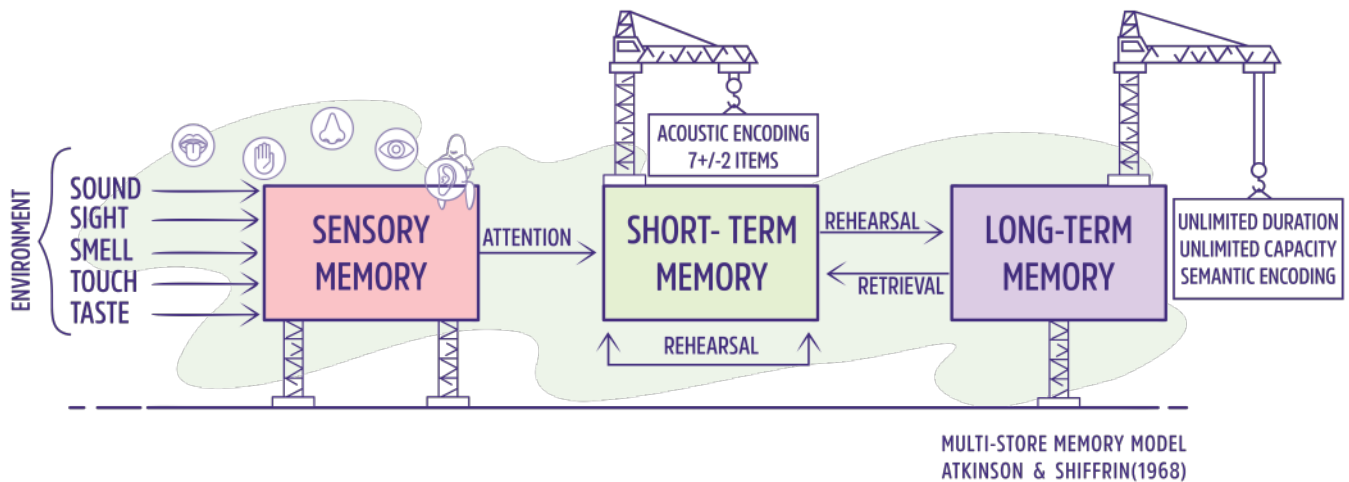 ENVIRONMENT
SOUND
SIGHT
SMELL
TOUCH
TASTE
SENSORY
MEMORY
ATTENTION
ACOUSTIC ENCODING
7+/-2 ITEMS
SHORT- TERM
MEMORY
REHEARSAL
REHEARSAL
RETRIEVAL
LONG-TERM
MEMORY
UNLIMITED DURATION
UNLIMITED CAPACITY
SEMANTIC ENCODING
MULTI-STORE MEMORY MODEL
ATKINSON & SHIFFRIN(1968)